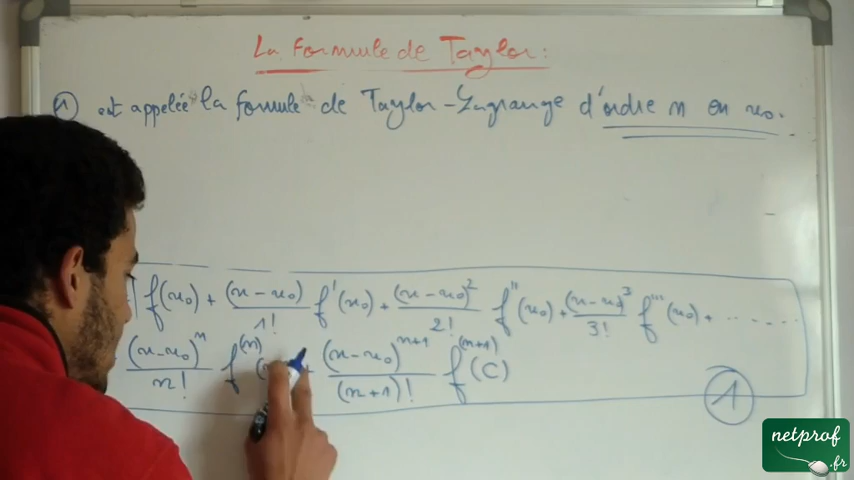 La formule de Taylor :
① est appelée la formule de Taylor-Lagrange d'ordre n en x₀.
f(x₀) + (x-x₀)/1! f'(x₀) + (x-x₀)²/2! f''(x₀) + (x-x₀)³/3! f'''(x₀) + ......
(x-x₀)ⁿ/n! f⁽ⁿ⁾( + (x-x₀)ⁿ⁺¹/(n+1)! f⁽ⁿ⁺¹⁾(C)
①
netprof
.fr